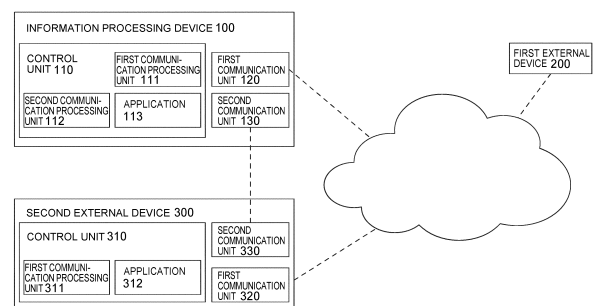 INFORMATION PROCESSING DEVICE 100
CONTROL
UNIT 110
FIRST COMMUNI-
CATION PROCESSING
UNIT 111
FIRST
COMMUNICATION
UNIT 120
SECOND COMMUNI-
CATION PROCESSING
UNIT 112
APPLICATION
113
SECOND
COMMUNICATION
UNIT 130
FIRST EXTERNAL
DEVICE 200
SECOND EXTERNAL DEVICE 300
CONTROL UNIT 310
SECOND
COMMUNICATION
UNIT 330
FIRST COMMUNI-
CATION PROCESSING
UNIT 311
APPLICATION
312
FIRST
COMMUNICATION
UNIT 320